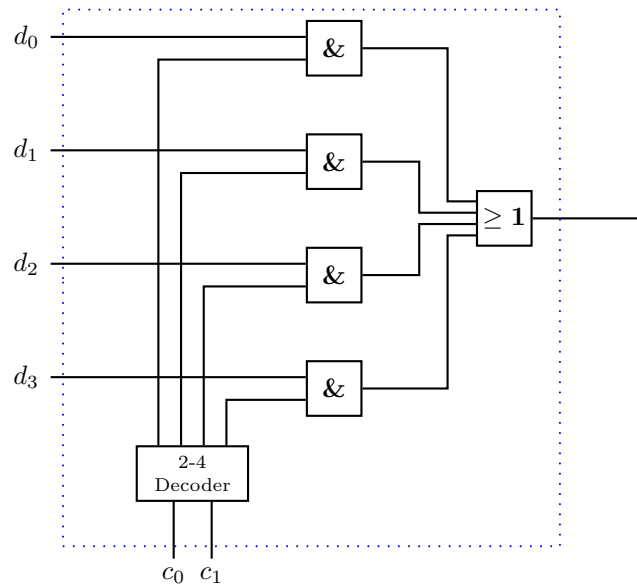 d₀
&
d₁
&
≥ 1
d₂
&
d₃
&
2-4
Decoder
c₀ c₁